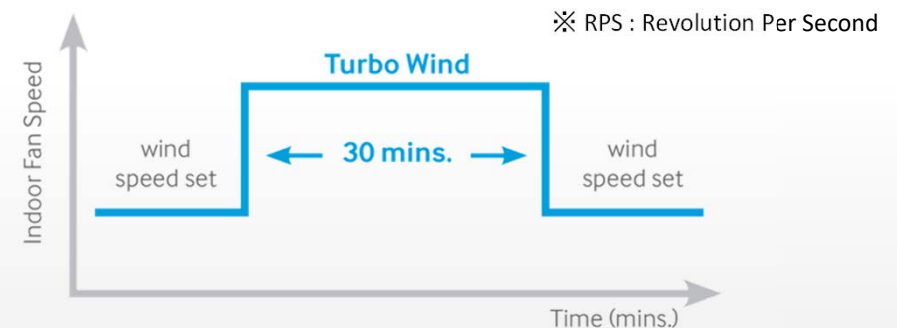 ※ RPS : Revolution Per Second
Turbo Wind
Indoor Fan Speed
wind
speed set
30 mins.
wind
speed set
Time (mins.)